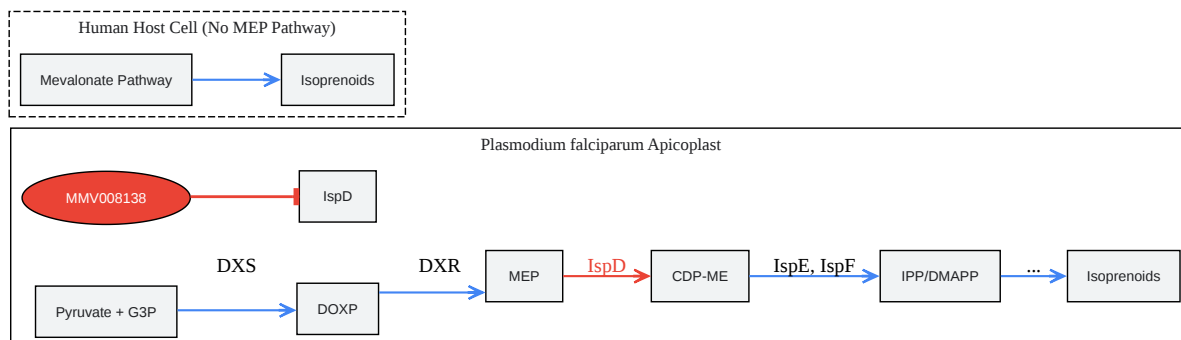 Human Host Cell (No MEP Pathway)
Mevalonate Pathway
Isoprenoids
Plasmodium falciparum Apicoplast
MMV008138
IspD
DXS
DXR
MEP
IspD
CDP-ME
IspE, IspF
IPP/DMAPP
...
Isoprenoids
Pyruvate + G3P
DOXP